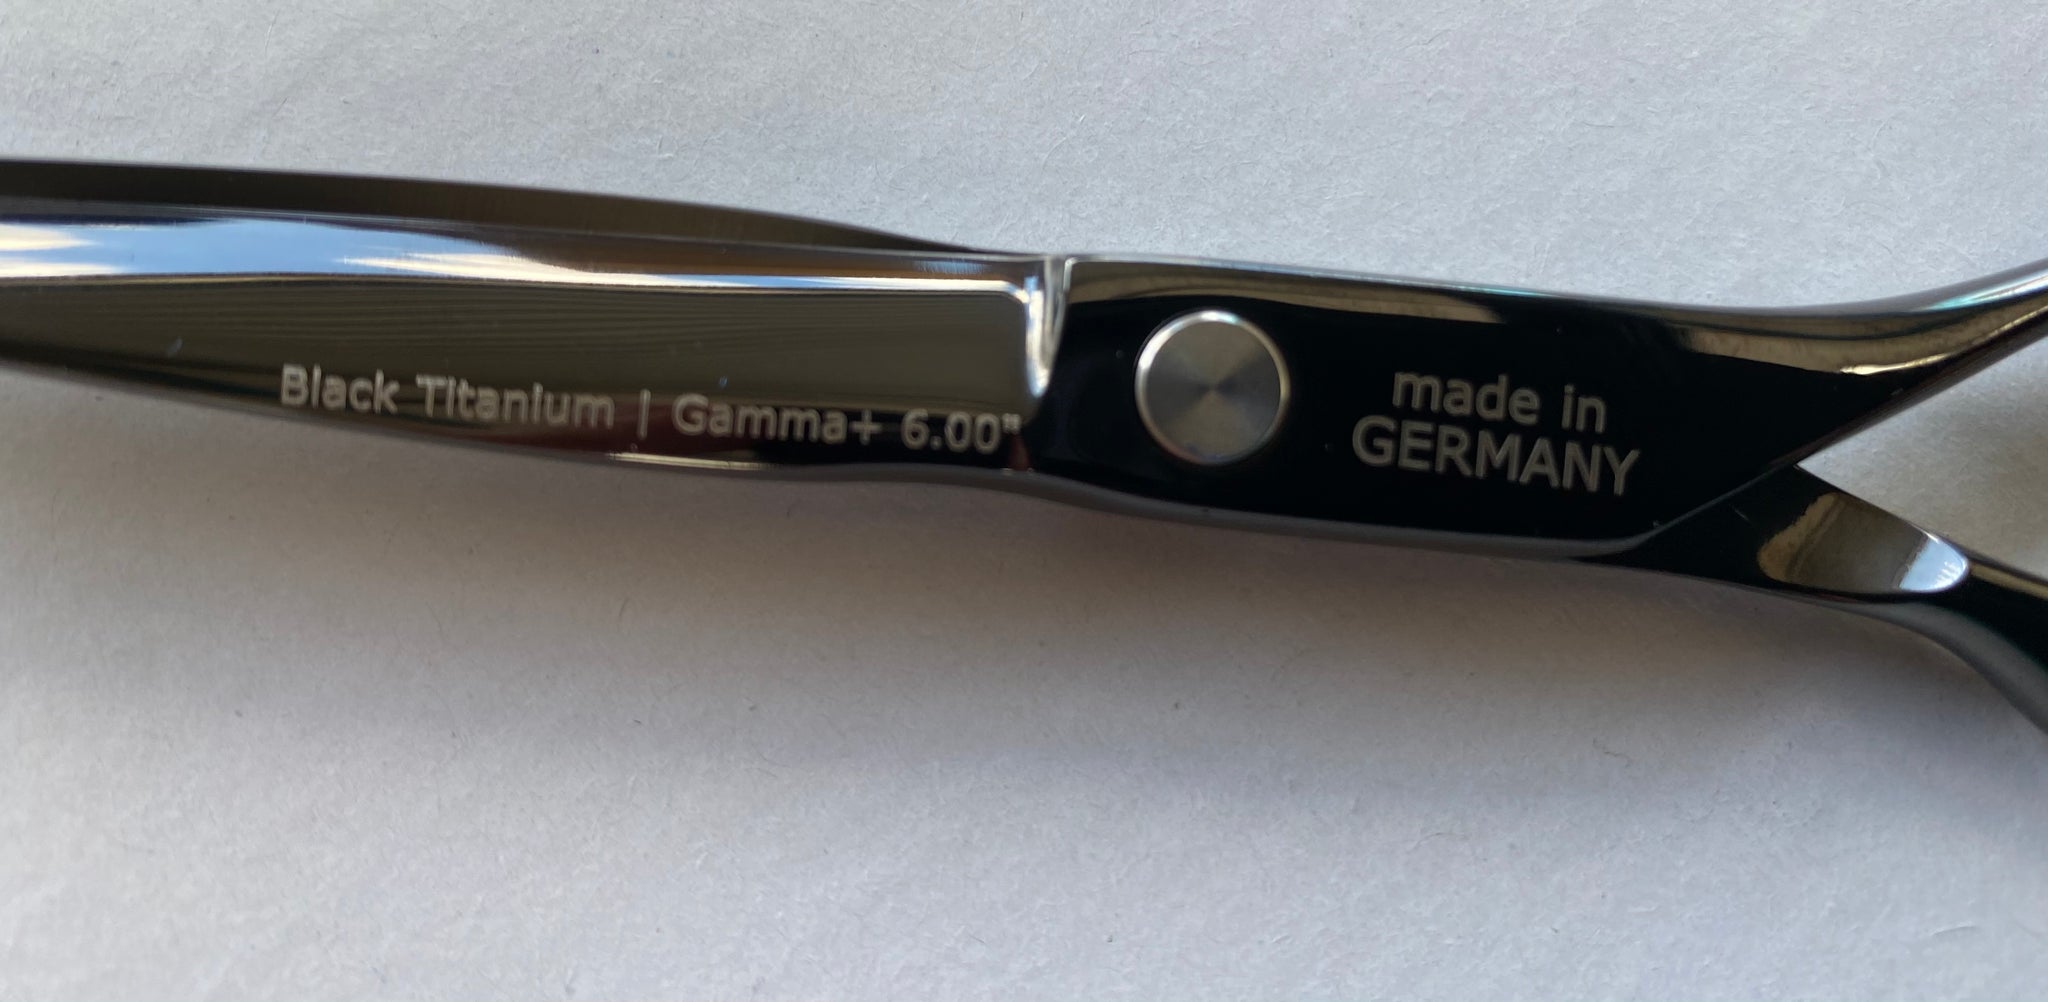 Black Titanium | Gamma+ 6.00"
made in
GERMANY